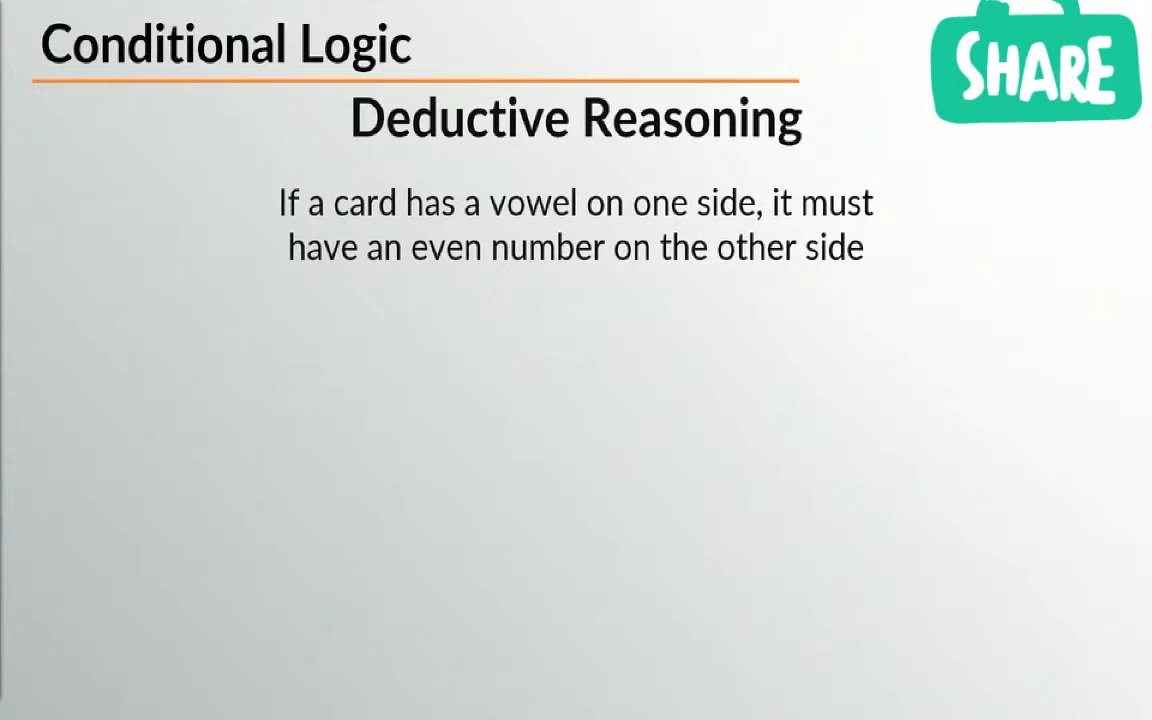 Conditional Logic
SHARE
Deductive Reasoning
If a card has a vowel on one side, it must
have an even number on the other side